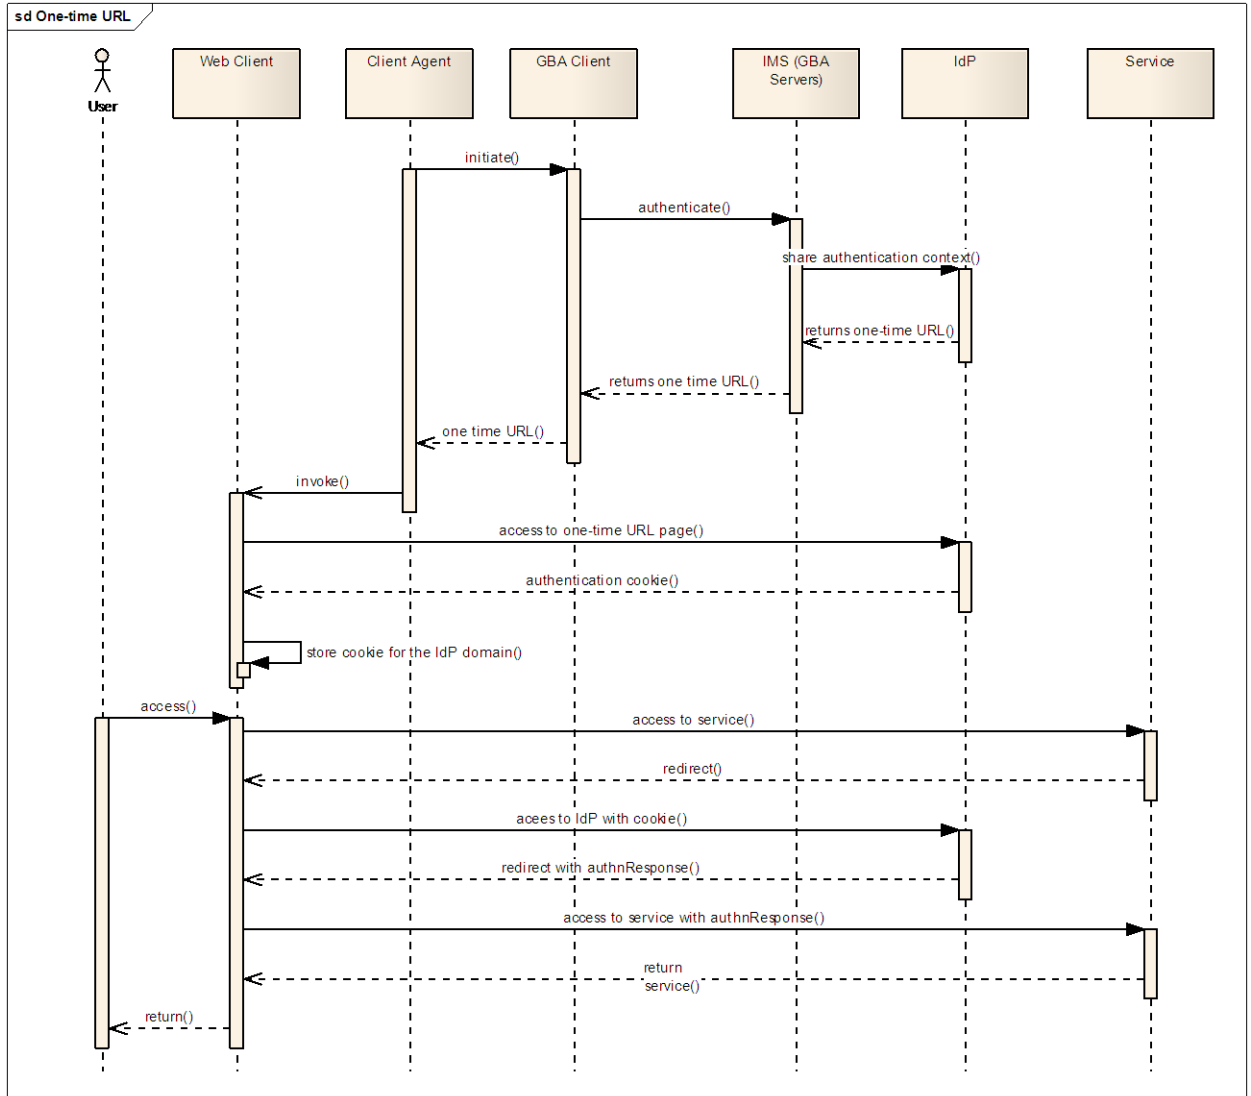 sd One-time URL
User
Web Client
Client Agent
GBA Client
IMS (GBA
Servers)
IdP
Service
initiate()
authenticate()
share authentication context()
returns one-time URL()
returns one time URL()
one time URL()
invoke()
access to one-time URL page()
authentication cookie()
store cookie for the IdP domain()
access()
access to service()
redirect()
acees to IdP with cookie()
redirect with authnResponse()
access to service with authnResponse()
return
service()
return()